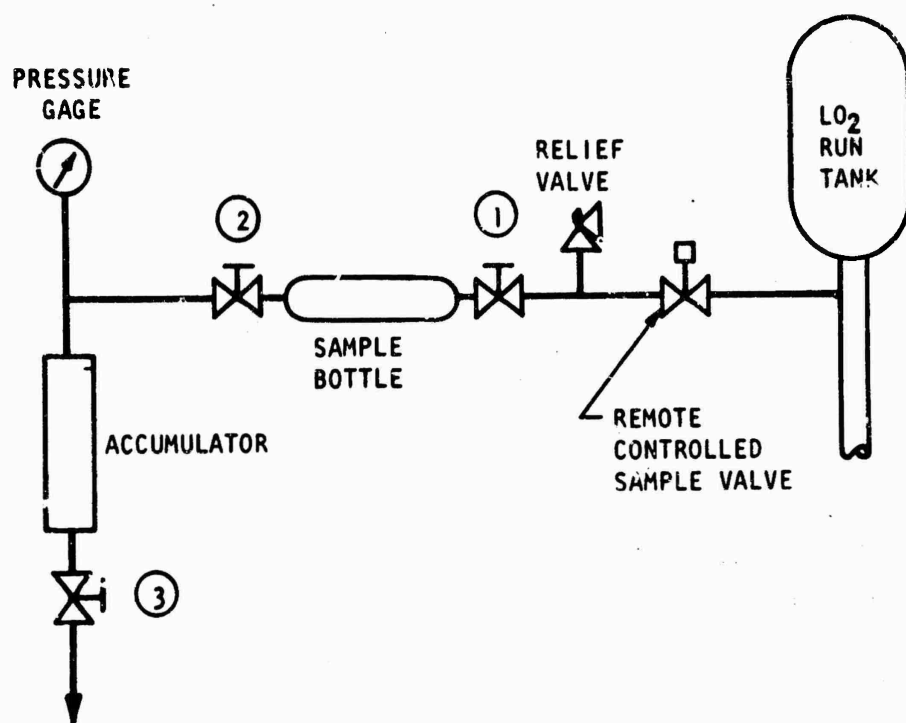 PRESSURE
GAGE
LO₂
RUN
TANK
RELIEF
VALVE
2
1
SAMPLE
BOTTLE
REMOTE
CONTROLLED
SAMPLE VALVE
ACCUMULATOR
3